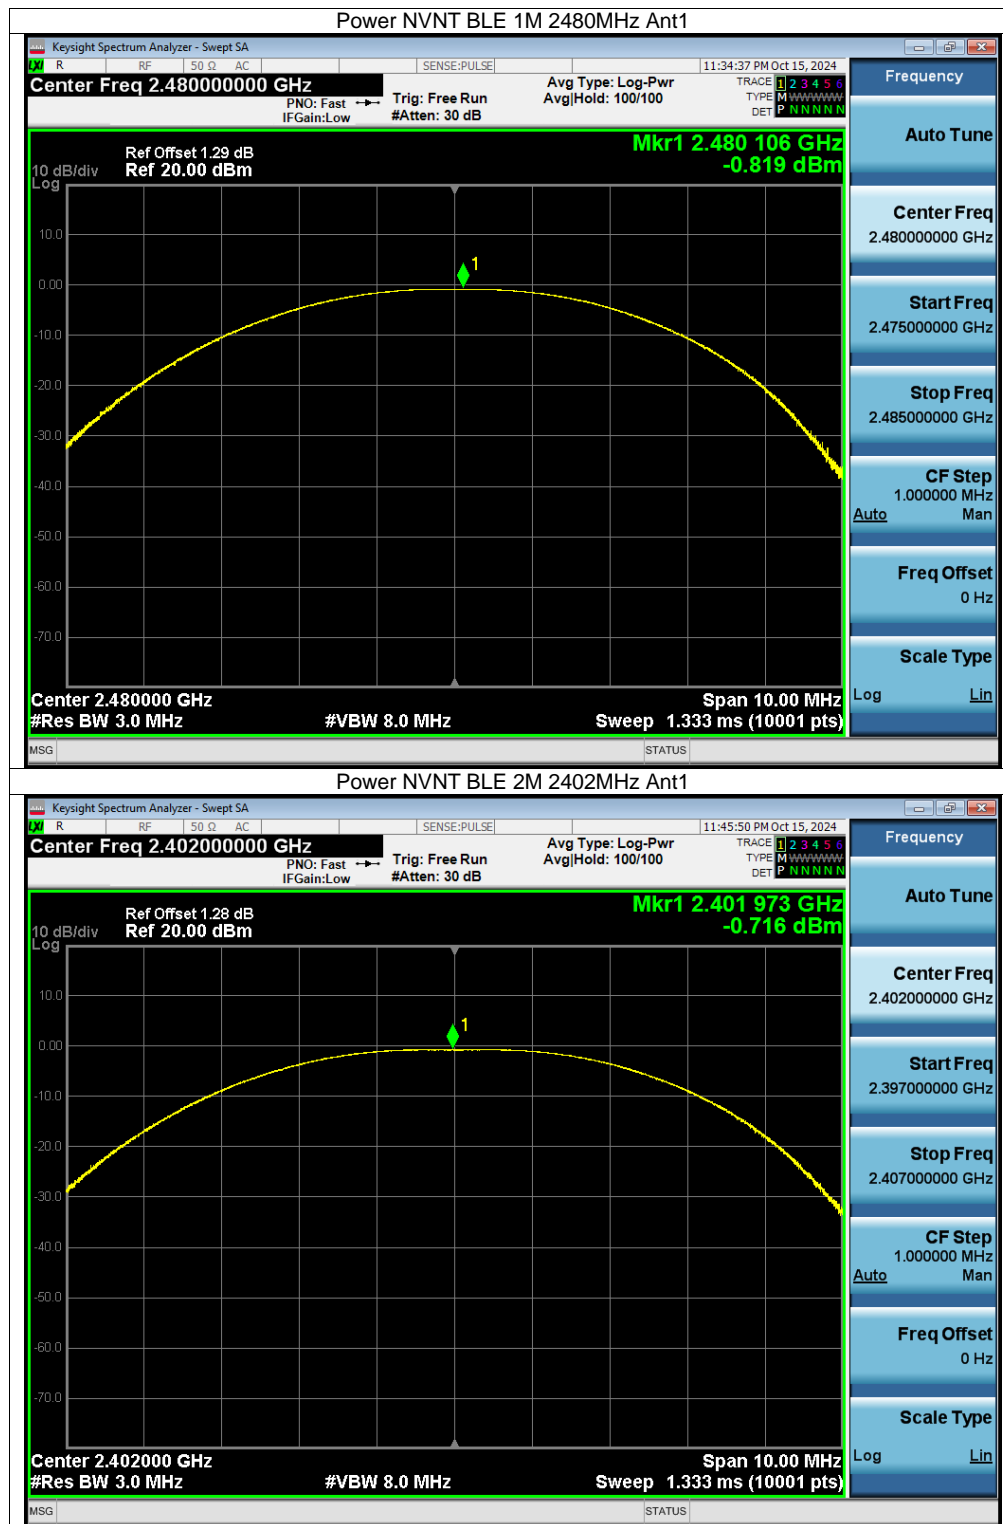 Power NVNT BLE 1M 2480MHz Ant1
Keysight Spectrum Analyzer - Swept SA
LXI R RF 50 Ω AC SENSE:PULSE 11:34:37 PM Oct 15, 2024
Center Freq 2.480000000 GHz
PNO: Fast
IFGain:Low
Trig: Free Run
#Atten: 30 dB
Avg Type: Log-Pwr
Avg|Hold: 100/100
TRACE 1 2 3 4 5 6
TYPE M WWWWW
DET P N N N N N
Mkr1 2.480 106 GHz
-0.819 dBm
Ref Offset 1.29 dB
10 dB/div Ref 20.00 dBm
Log
10.0
0.00
-10.0
-20.0
-30.0
-40.0
-50.0
-60.0
-70.0
1
Center 2.480000 GHz Span 10.00 MHz
#Res BW 3.0 MHz #VBW 8.0 MHz Sweep 1.333 ms (10001 pts)
MSG STATUS
Frequency
Auto Tune
Center Freq
2.480000000 GHz
Start Freq
2.475000000 GHz
Stop Freq
2.485000000 GHz
CF Step
1.000000 MHz
Auto Man
Freq Offset
0 Hz
Scale Type
Log Lin
Power NVNT BLE 2M 2402MHz Ant1
Keysight Spectrum Analyzer - Swept SA
LXI R RF 50 Ω AC SENSE:PULSE 11:45:50 PM Oct 15, 2024
Center Freq 2.402000000 GHz
PNO: Fast
IFGain:Low
Trig: Free Run
#Atten: 30 dB
Avg Type: Log-Pwr
Avg|Hold: 100/100
TRACE 1 2 3 4 5 6
TYPE M WWWWW
DET P N N N N N
Mkr1 2.401 973 GHz
-0.716 dBm
Ref Offset 1.28 dB
10 dB/div Ref 20.00 dBm
Log
10.0
0.00
-10.0
-20.0
-30.0
-40.0
-50.0
-60.0
-70.0
1
Center 2.402000 GHz Span 10.00 MHz
#Res BW 3.0 MHz #VBW 8.0 MHz Sweep 1.333 ms (10001 pts)
MSG STATUS
Frequency
Auto Tune
Center Freq
2.402000000 GHz
Start Freq
2.397000000 GHz
Stop Freq
2.407000000 GHz
CF Step
1.000000 MHz
Auto Man
Freq Offset
0 Hz
Scale Type
Log Lin